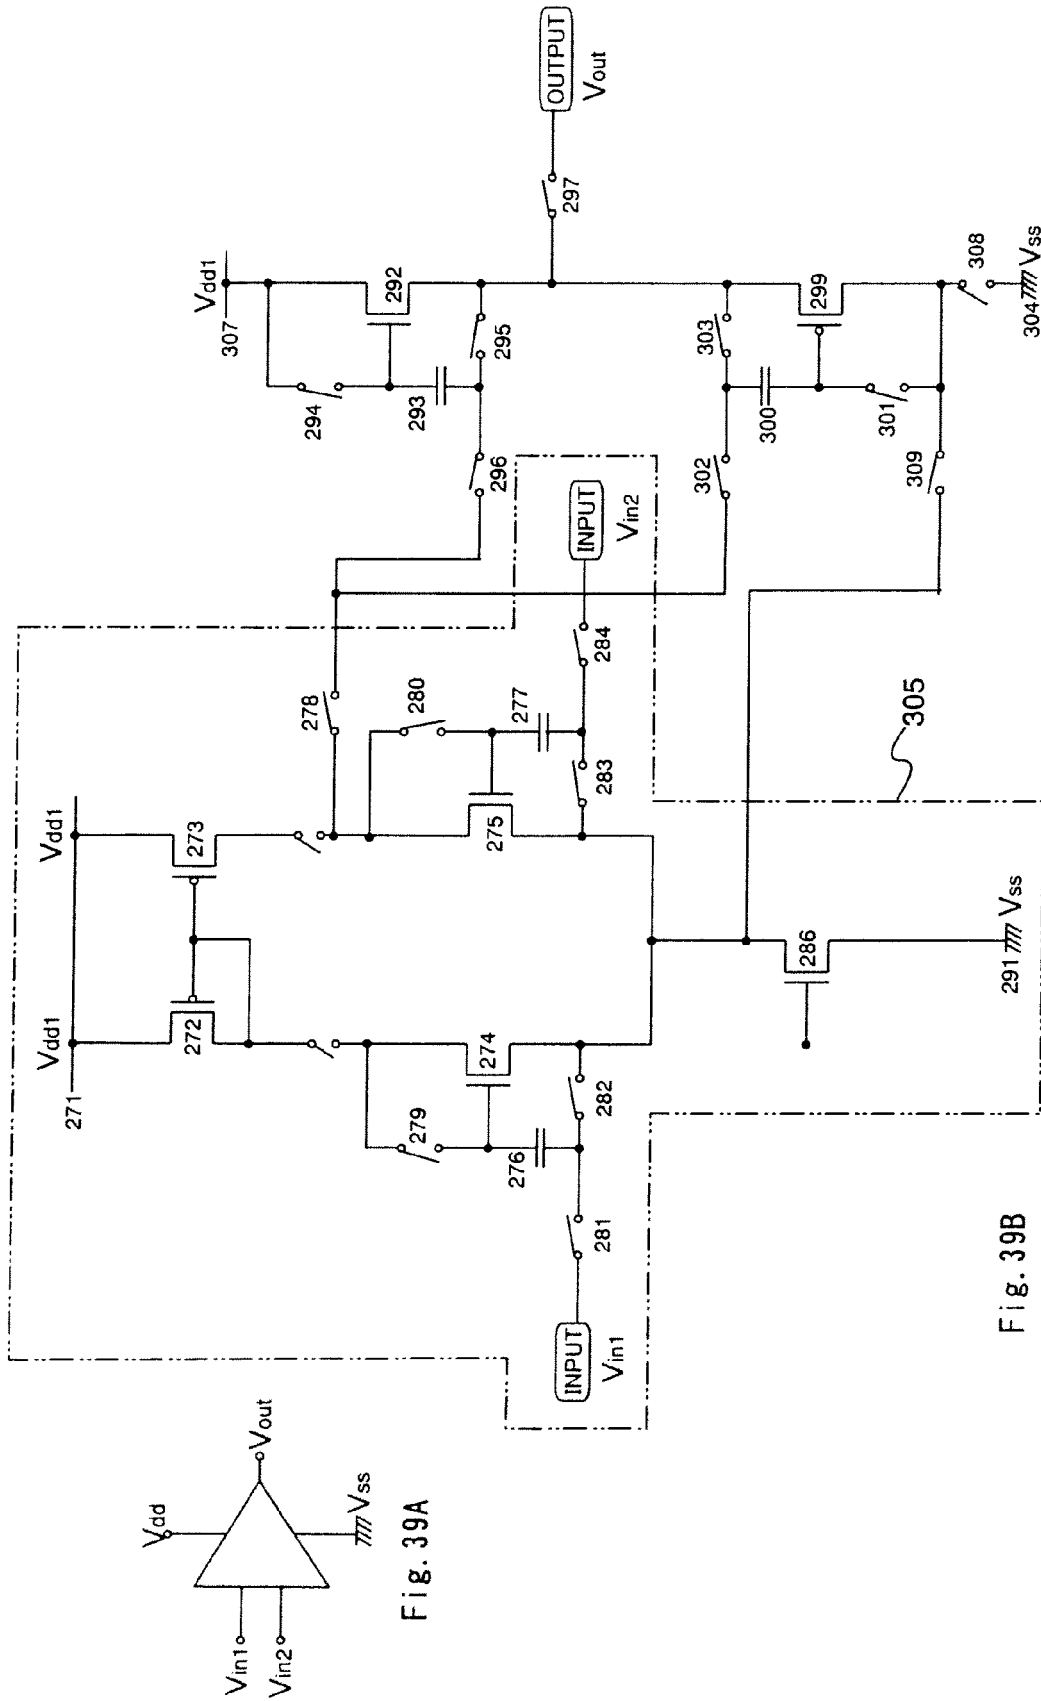 Vin1
Vin2
Vdd
Vout
Vss
Fig. 39A
271
Vdd1
Vdd1
272
273
278
279
280
274
275
276
277
281
282
283
284
INPUT
Vin1
INPUT
Vin2
286
291
Vss
305
307
Vdd1
292
293
294
295
296
297
OUTPUT
Vout
302
303
300
299
301
309
308
304
Vss
Fig. 39B